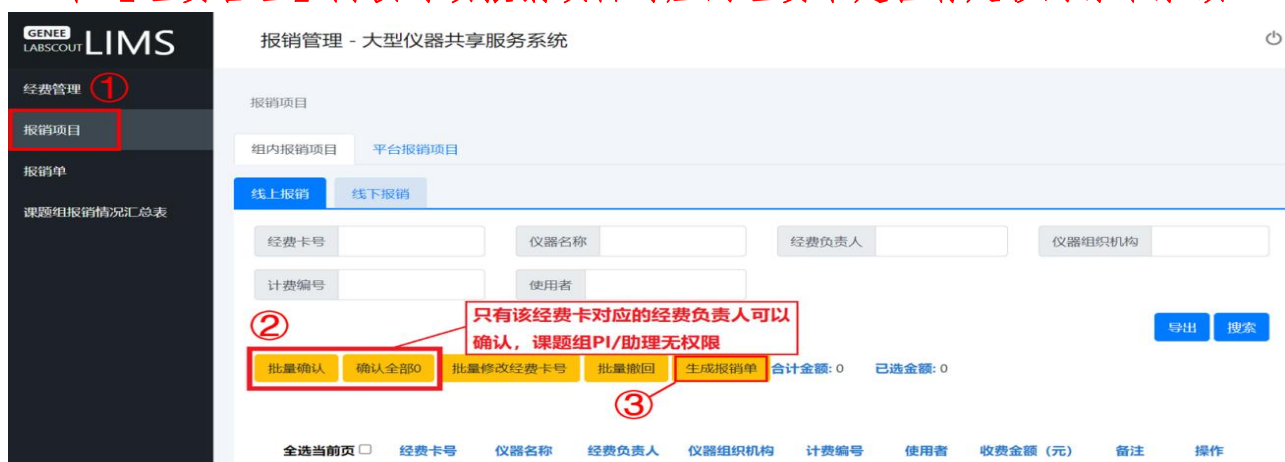 GENEE
LABSCOUT LIMS
报销管理 - 大型仪器共享服务系统
经费管理 ①
报销项目
报销项目
组内报销项目 平台报销项目
报销单
线上报销 线下报销
课题组报销情况汇总表
经费卡号 仪器名称 经费负责人 仪器组织机构
计费编号 使用者
② 只有该经费卡对应的经费负责人可以
确认，课题组PI/助理无权限
导出 搜索
批量确认 确认全部0 批量修改经费卡号 批量撤回 生成报销单 合计金额: 0 已选金额: 0
③
全选当前页 经费卡号 仪器名称 经费负责人 仪器组织机构 计费编号 使用者 收费金额（元） 备注 操作